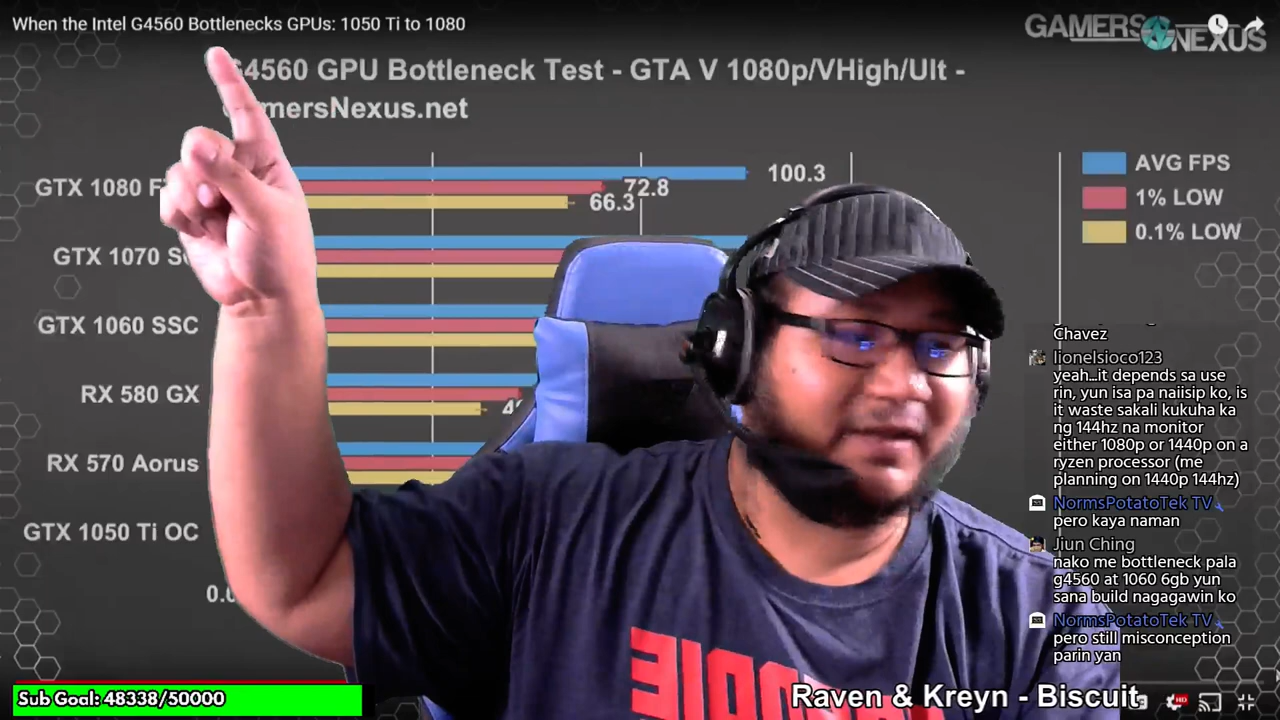 When the Intel G4560 Bottlenecks GPUs: 1050 Ti to 1080
GAMERS NEXUS
G4560 GPU Bottleneck Test - GTA V 1080p/VHigh/Ult -
mersNexus.net
AVG FPS
1% LOW
0.1% LOW
GTX 1080 F
100.3
72.8
66.3
GTX 1070 S
GTX 1060 SSC
RX 580 GX
RX 570 Aorus
GTX 1050 Ti OC
0.0
Chavez
lionelsioco123
yeah...it depends sa use
rin, yun isa pa naiisip ko, is
it waste sakali kukuha ka
ng 144hz na monitor
either 1080p or 1440p on a
ryzen processor (me
planning on 1440p 144hz)
NormsPotatoTek TV
pero kaya naman
Jiun Ching
nako me bottleneck pala
g4560 at 1060 6gb yun
sana build nagagawin ko
NormsPotatoTek TV
pero still misconception
parin yan
Sub Goal: 48338/50000
Raven & Kreyn - Biscuit
HD